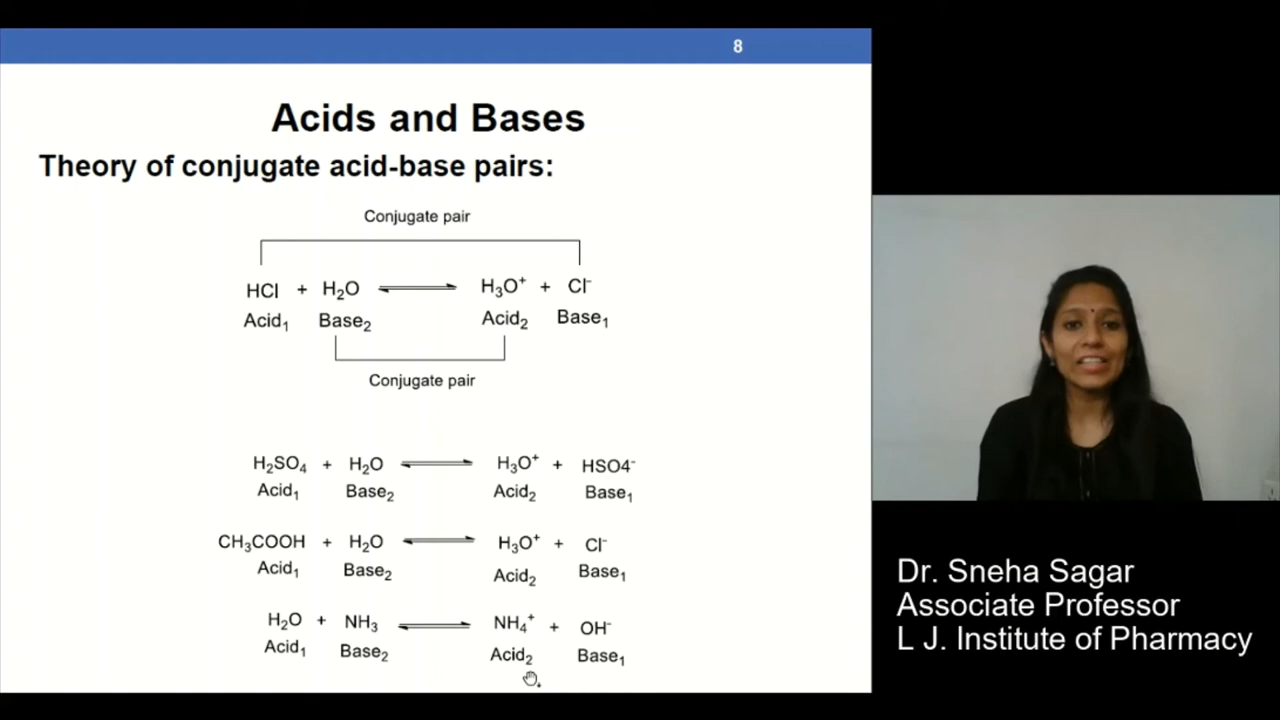 8
Acids and Bases
Theory of conjugate acid-base pairs:
Conjugate pair
HCl + H₂O ⇌ H₃O⁺ + Cl⁻
Acid₁ Base₂ Acid₂ Base₁
Conjugate pair
H₂SO₄ + H₂O ⇌ H₃O⁺ + HSO4⁻
Acid₁ Base₂ Acid₂ Base₁
CH₃COOH + H₂O ⇌ H₃O⁺ + Cl⁻
Acid₁ Base₂ Acid₂ Base₁
H₂O + NH₃ ⇌ NH₄⁺ + OH⁻
Acid₁ Base₂ Acid₂ Base₁
Dr. Sneha Sagar
Associate Professor
L J. Institute of Pharmacy